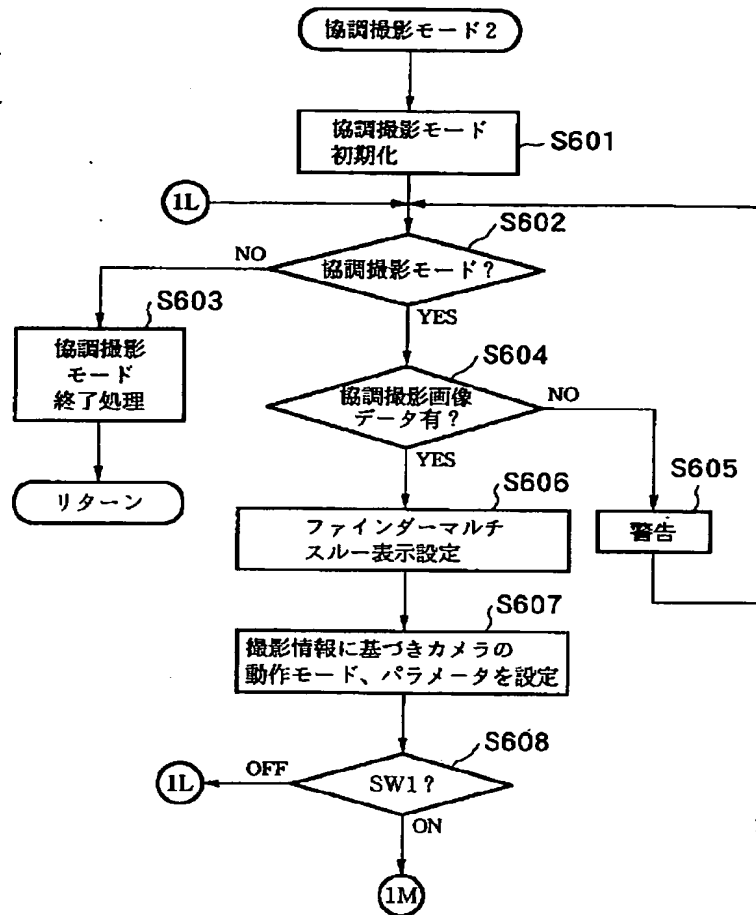 協調撮影モード2
協調撮影モード
初期化
S601
1L
S602
協調撮影モード?
NO
YES
S603
協調撮影
モード
終了処理
リターン
S604
協調撮影画像
データ有?
NO
YES
S605
警告
S606
ファインダーマルチ
スルー表示設定
S607
撮影情報に基づきカメラの
動作モード、パラメータを設定
S608
SW1?
OFF
1L
ON
1M